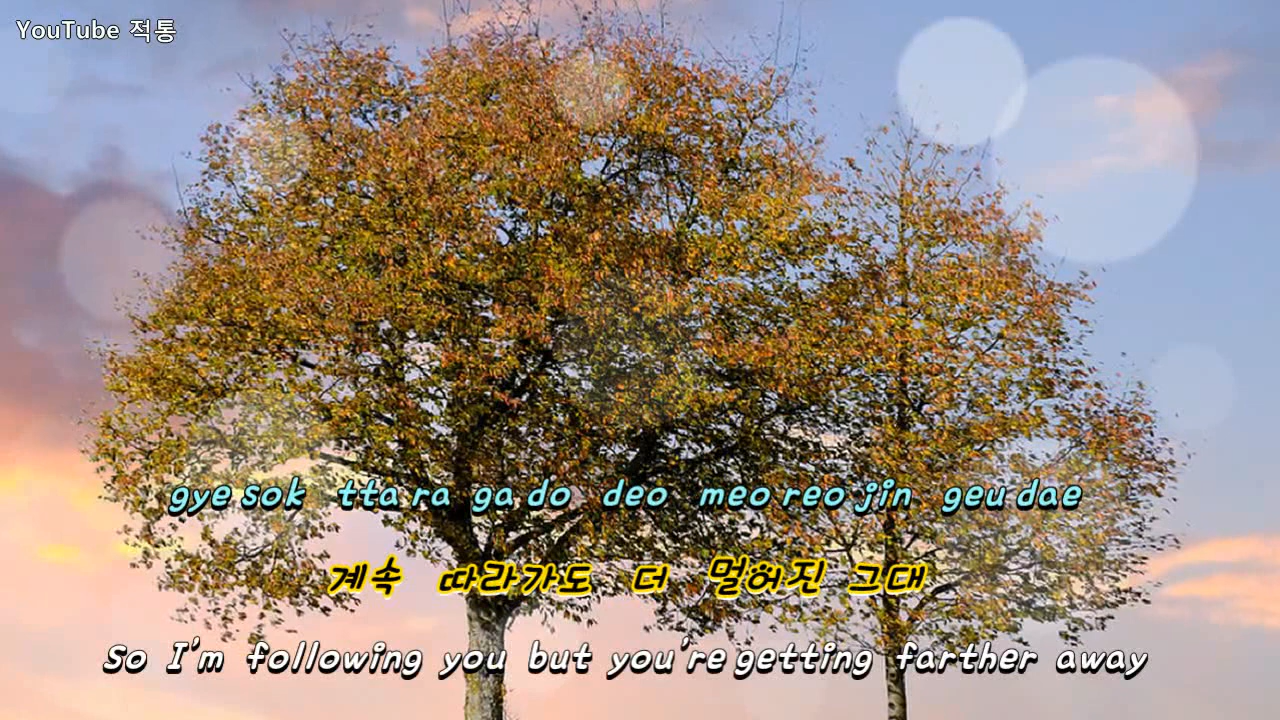 YouTube 적통
gye sok tta ra ga do deo meo reo jin geu dae
계속 따라가도 더 멀어진 그대
So I'm following you but you're getting farther away